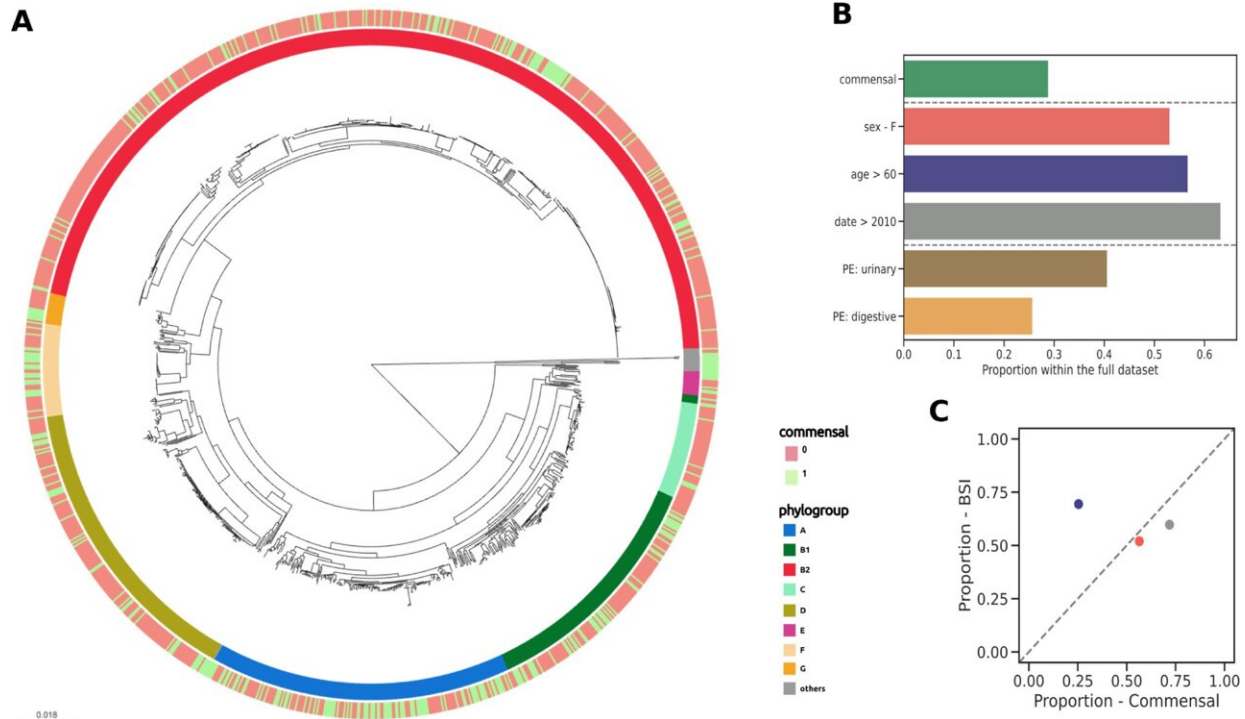 A
0.018
commensal
0
1
phylogroup
A
B1
B2
C
D
E
F
G
others
B
commensal
sex - F
age > 60
date > 2010
PE: urinary
PE: digestive
0.0 0.1 0.2 0.3 0.4 0.5 0.6
Proportion within the full dataset
C
Proportion - BSI
1.00
0.75
0.50
0.25
0.00
0.00 0.25 0.50 0.75 1.00
Proportion - Commensal